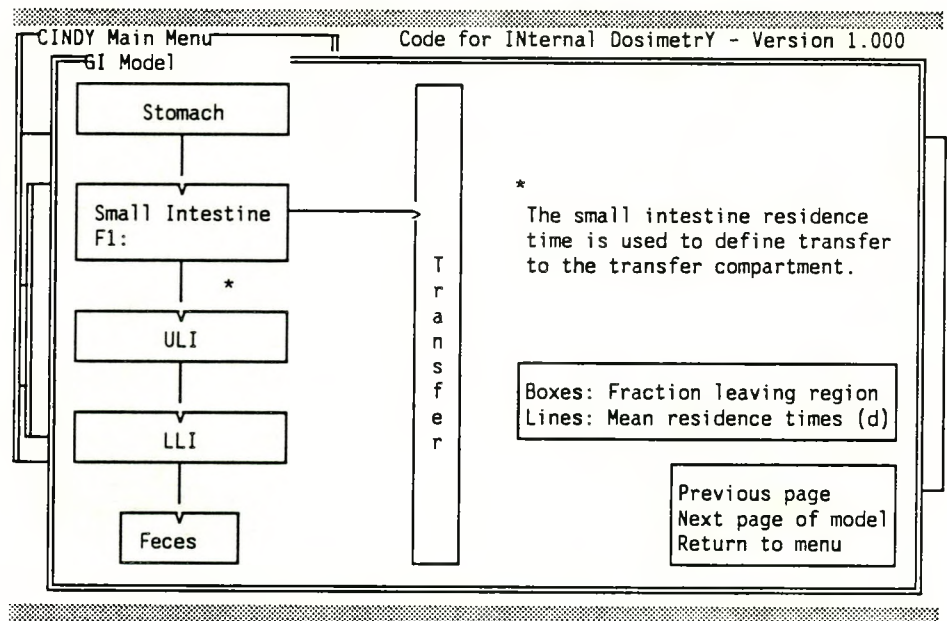 CINDY Main Menu
Code for INternal DosimetrY - Version 1.000
GI Model
Stomach
Small Intestine
F1:
*
ULI
LLI
Feces
Transfer
*
The small intestine residence
time is used to define transfer
to the transfer compartment.
Boxes: Fraction leaving region
Lines: Mean residence times (d)
Previous page
Next page of model
Return to menu